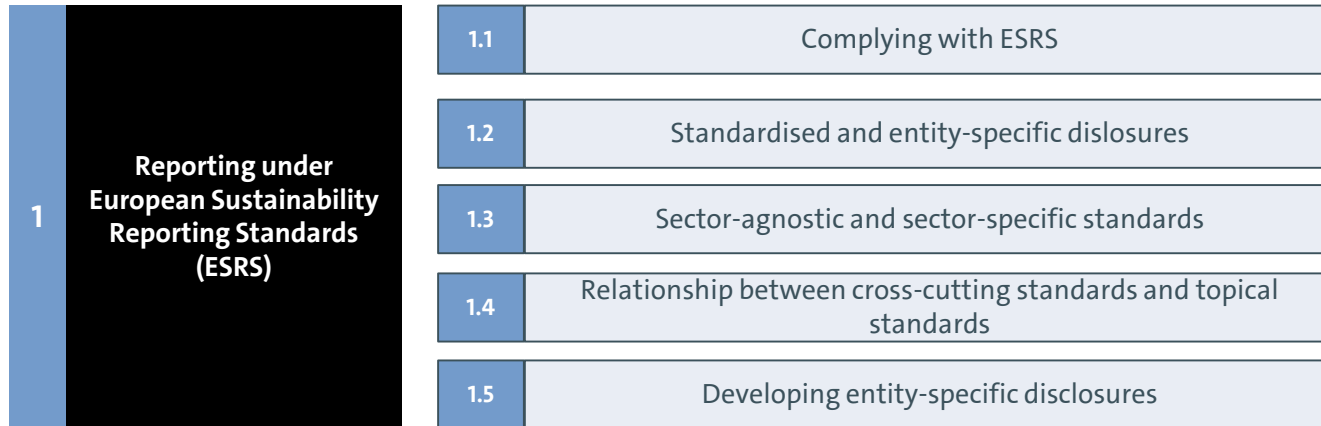 1
Reporting under
European Sustainability
Reporting Standards
(ESRS)
1.1
Complying with ESRS
1.2
Standardised and entity-specific dislosures
1.3
Sector-agnostic and sector-specific standards
1.4
Relationship between cross-cutting standards and topical
standards
1.5
Developing entity-specific disclosures